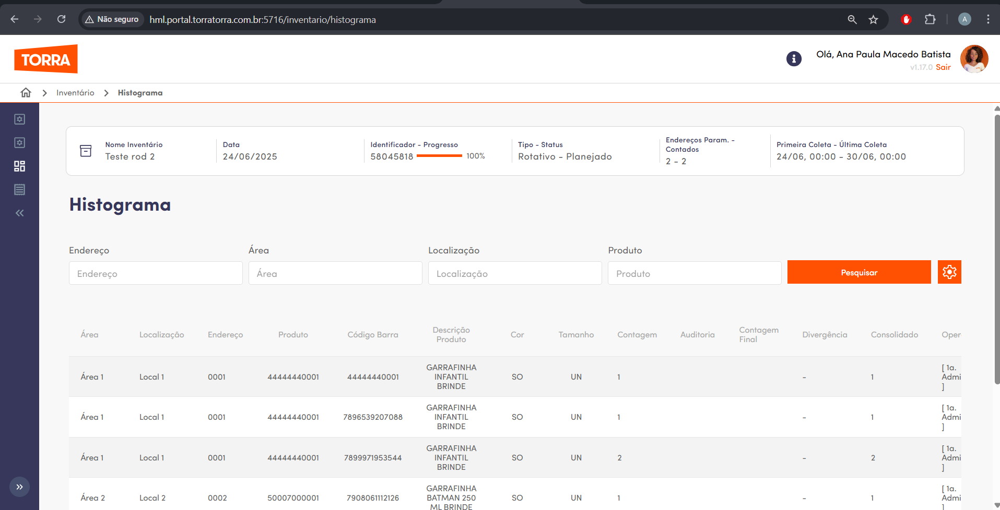 Não seguro
hml.portal.torratorra.com.br:5716/inventario/histograma
A
TORRA
Olá, Ana Paula Macedo Batista
v1.17.0 Sair
Inventário
Histograma
Nome Inventário
Teste rod 2
Data
24/06/2025
Identificador - Progresso
58045818 100%
Tipo - Status
Rotativo - Planejado
Endereços Param. -
Contados
2 - 2
Primeira Coleta - Última Coleta
24/06, 00:00 - 30/06, 00:00
Histograma
Endereço Área Localização Produto
Endereço Área Localização Produto Pesquisar
Área Localização Endereço Produto Código Barra Descrição Produto Cor Tamanho Contagem Auditoria Contagem Final Divergência Consolidado Oper
Área 1 Local 1 0001 44444440001 44444440001 GARRAFINHA INFANTIL BRINDE SO UN 1 - 1 [ 1a. Admi ]
Área 1 Local 1 0001 44444440001 7896539207088 GARRAFINHA INFANTIL BRINDE SO UN 1 - 1 [ 1a. Admi ]
Área 1 Local 1 0001 44444440001 7899971953544 GARRAFINHA INFANTIL BRINDE SO UN 2 - 2 [ 1a. Admi ]
Área 2 Local 2 0002 50007000001 7908061112126 GARRAFINHA BATMAN 250 ML BRINDE SO UN 1 - 1 [ 1a. Admi ]